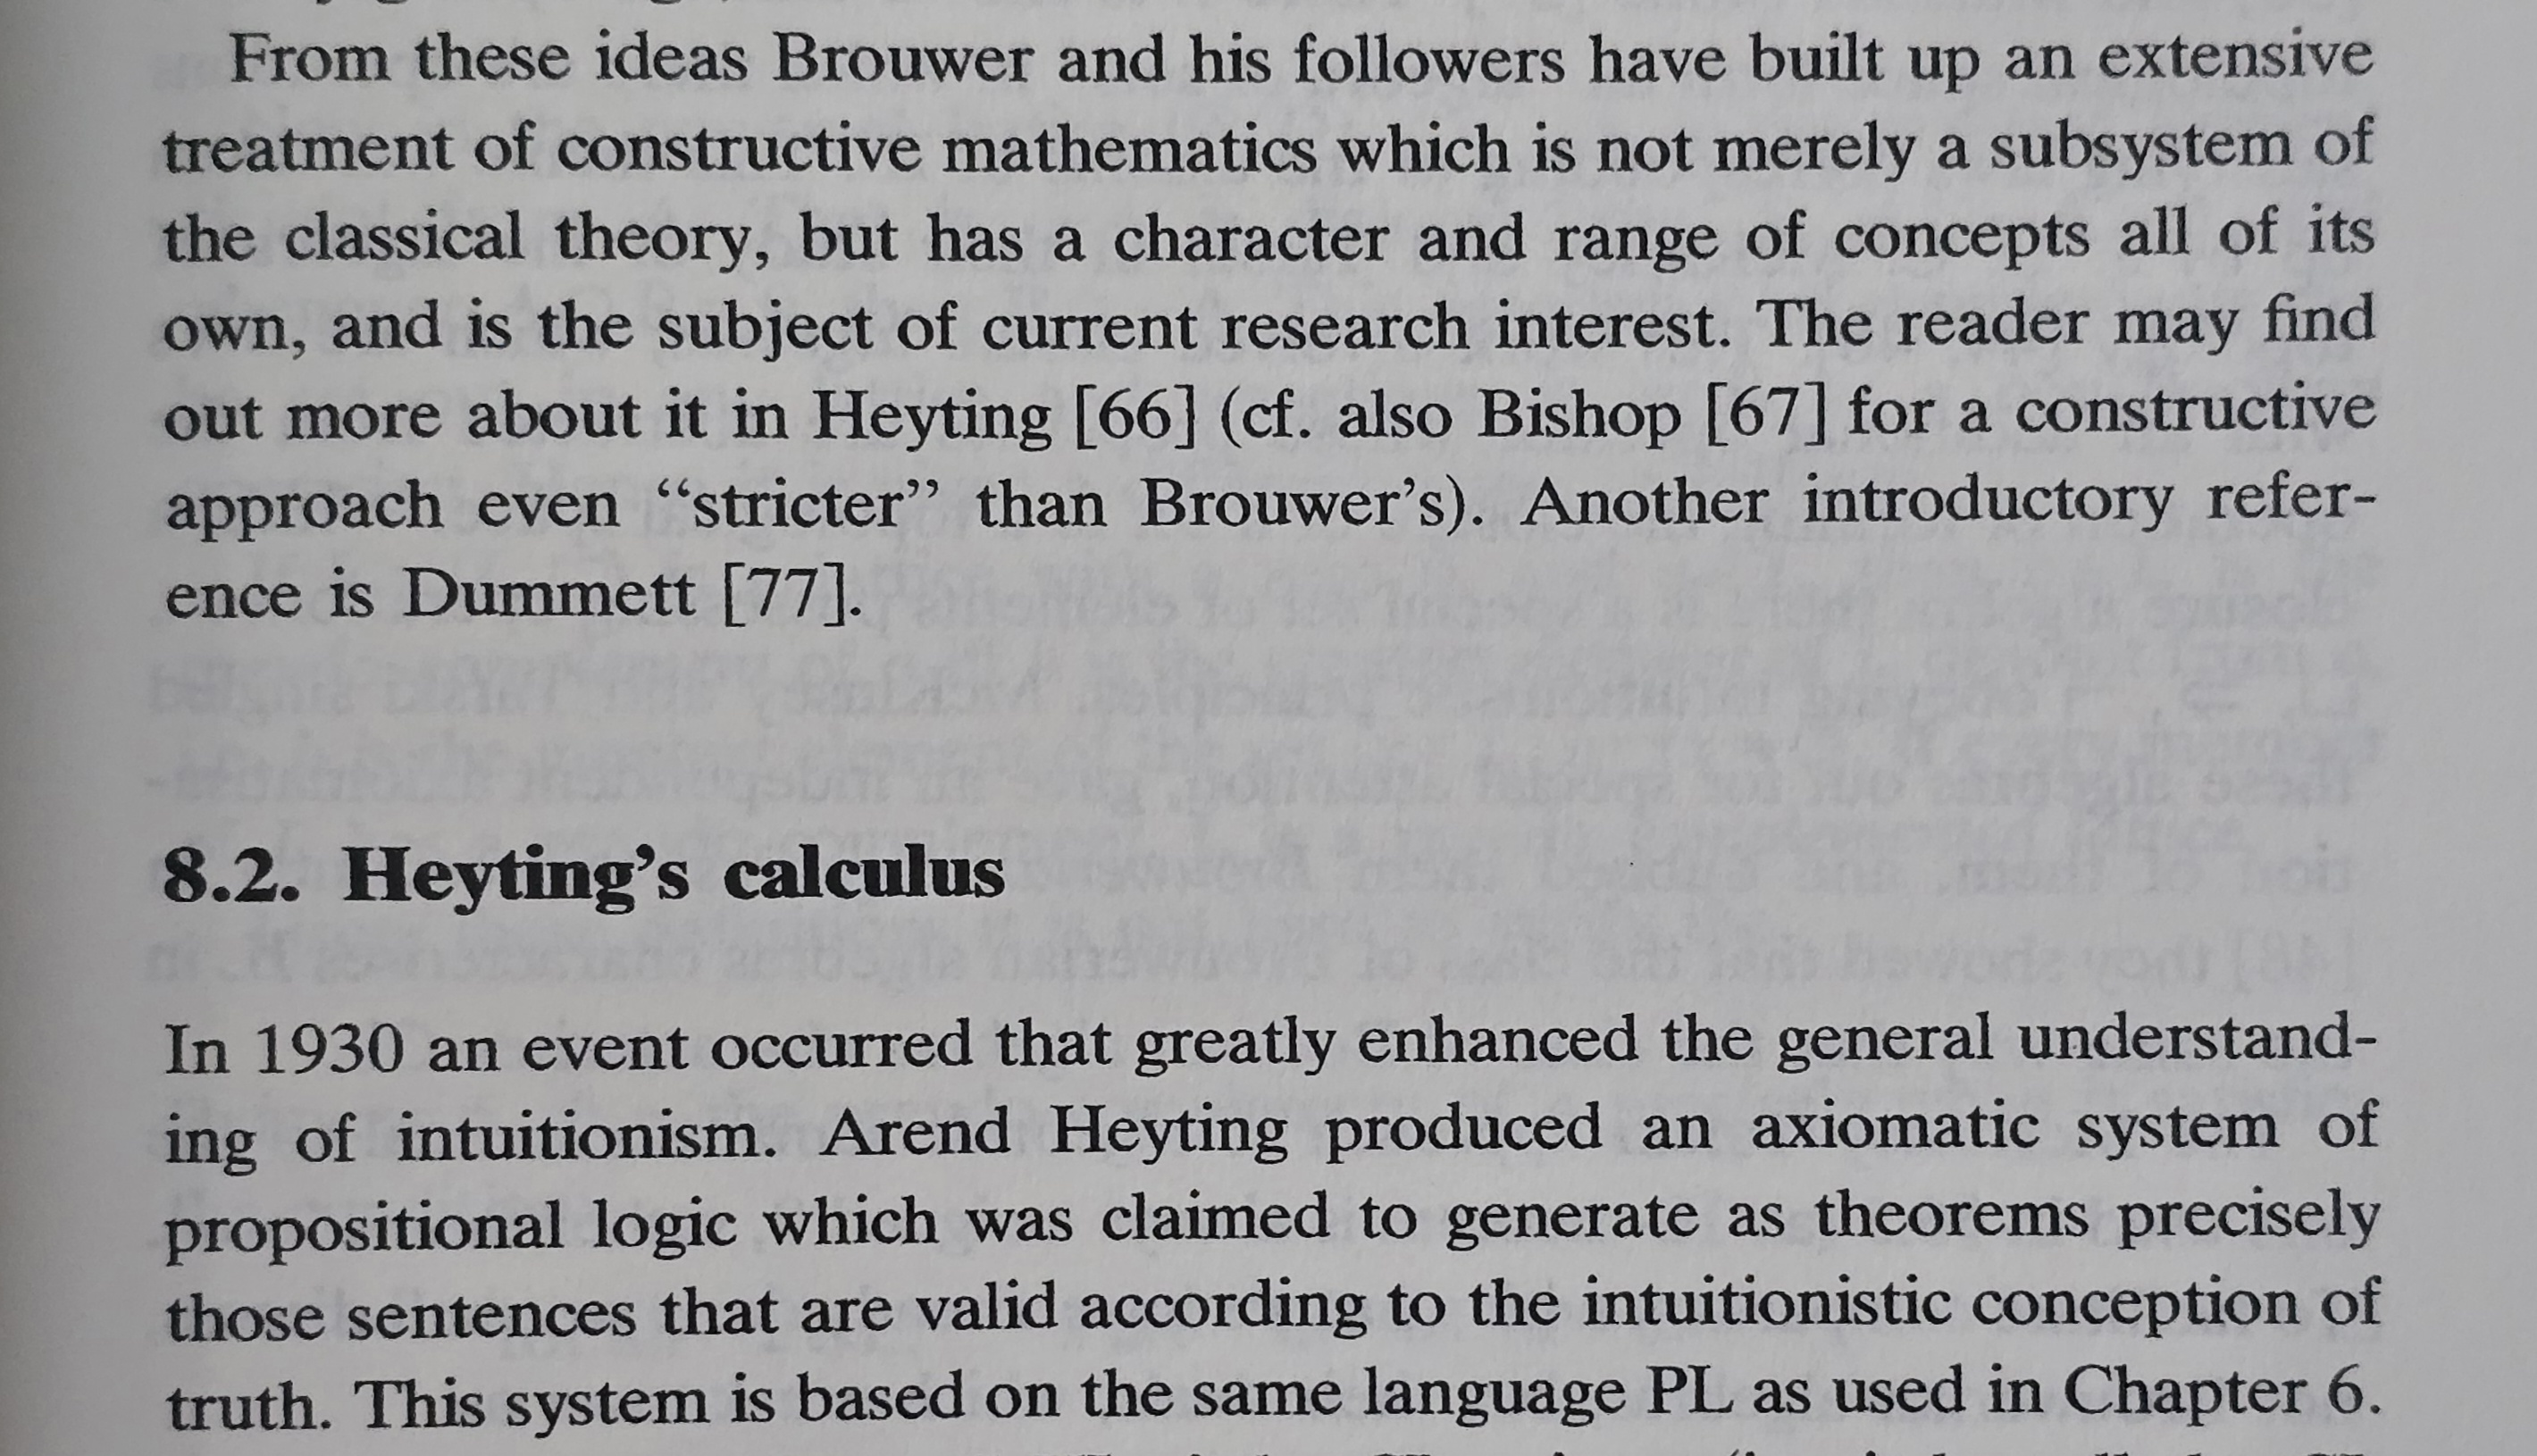 From these ideas Brouwer and his followers have built up an extensive
treatment of constructive mathematics which is not merely a subsystem of
the classical theory, but has a character and range of concepts all of its
own, and is the subject of current research interest. The reader may find
out more about it in Heyting [66] (cf. also Bishop [67] for a constructive
approach even “stricter” than Brouwer’s). Another introductory refer-
ence is Dummett [77].
8.2. Heyting’s calculus
In 1930 an event occurred that greatly enhanced the general understand-
ing of intuitionism. Arend Heyting produced an axiomatic system of
propositional logic which was claimed to generate as theorems precisely
those sentences that are valid according to the intuitionistic conception of
truth. This system is based on the same language PL as used in Chapter 6.